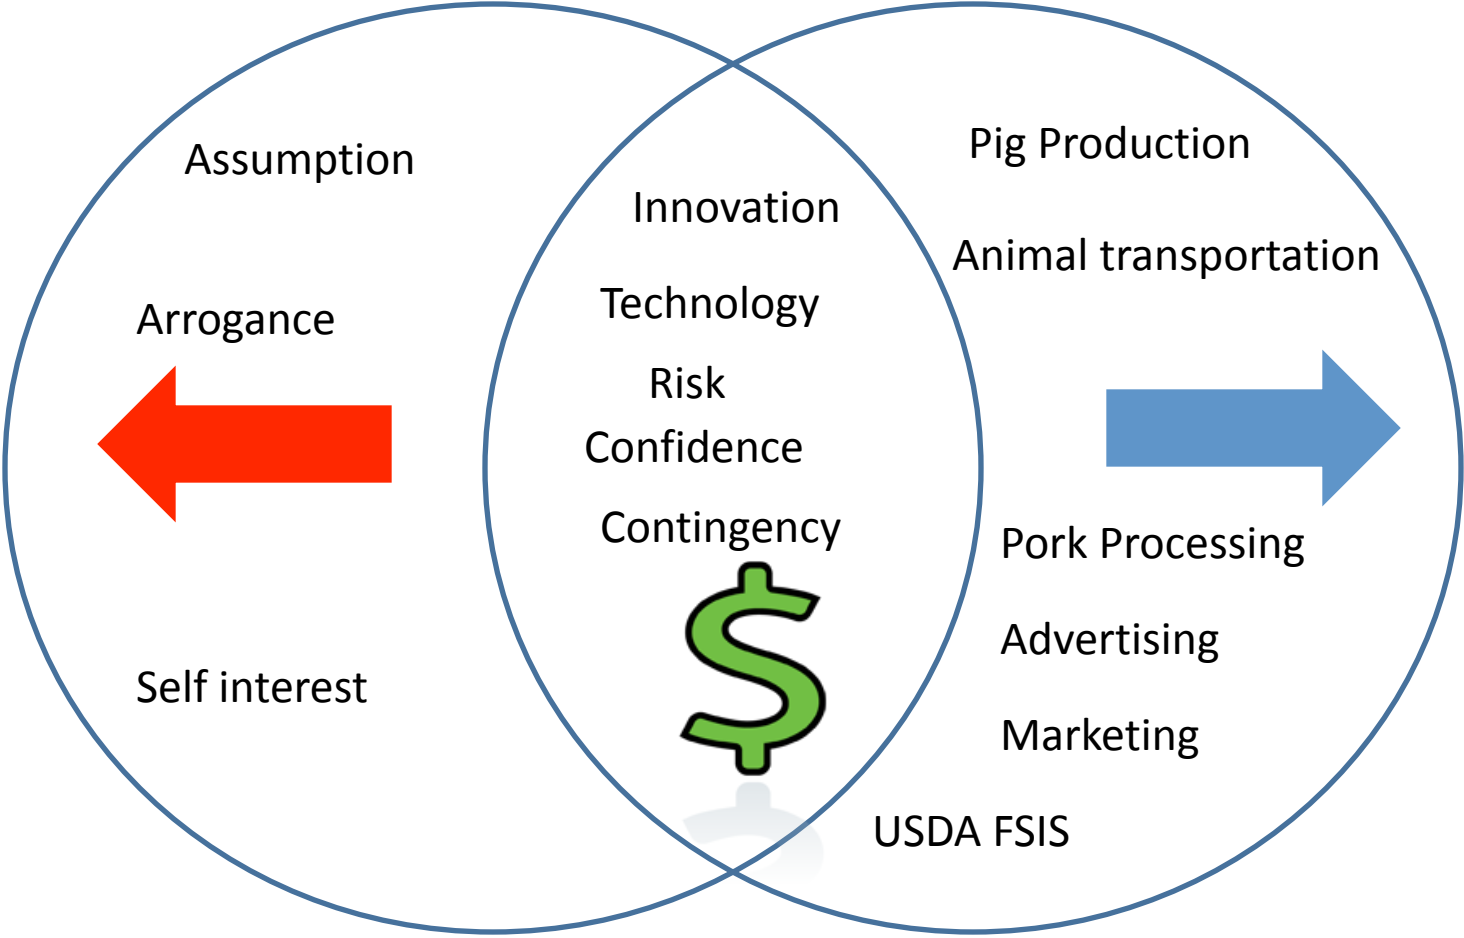 Assumption
Arrogance
Self interest
Innovation
Technology
Risk
Confidence
Contingency
$
Pig Production
Animal transportation
Pork Processing
Advertising
Marketing
USDA FSIS